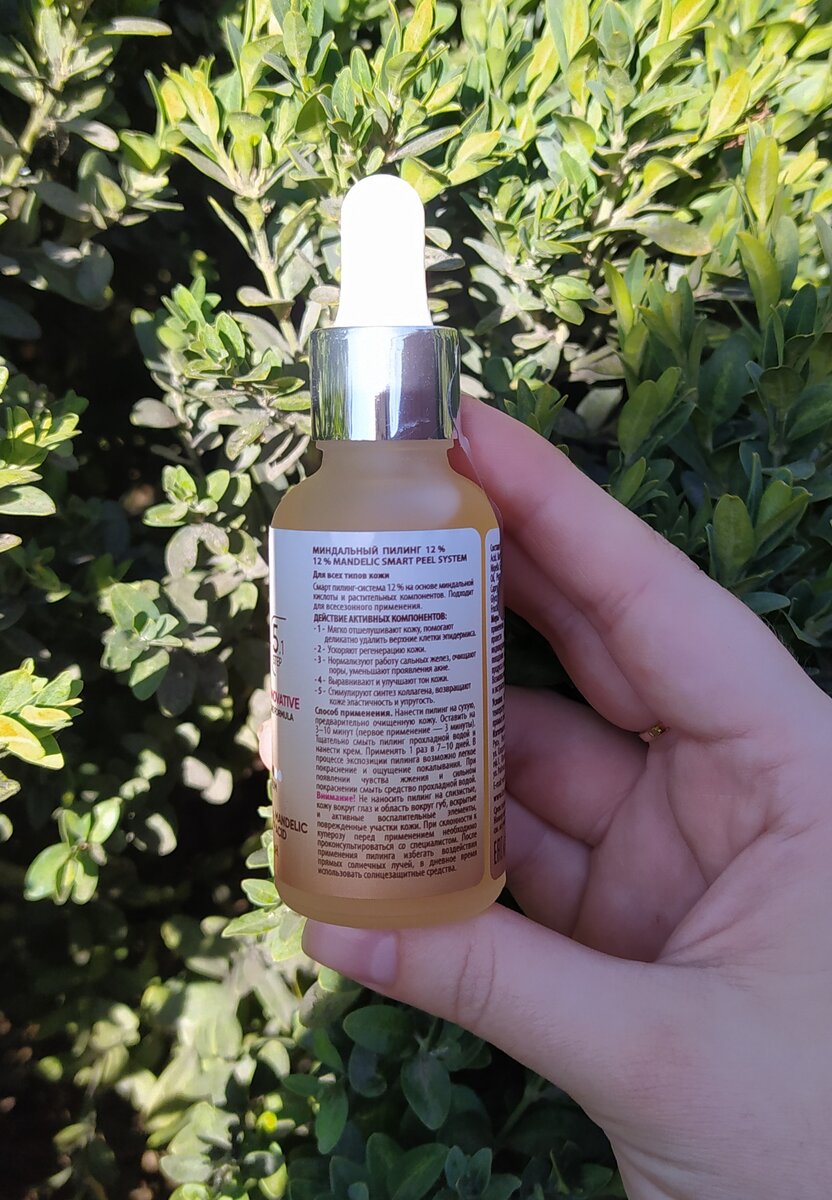 МИНДАЛЬНЫЙ ПИЛИНГ 12 %
12 % MANDELIC SMART PEEL SYSTEM
Для всех типов кожи
Смарт пилинг-система 12 % на основе миндальной
кислоты и растительных компонентов. Подходит
для всесезонного применения.
ДЕЙСТВИЕ АКТИВНЫХ КОМПОНЕНТОВ:
-1- Мягко отшелушивают кожу, помогают
деликатно удалить верхние клетки эпидермиса.
-2- Ускоряют регенерацию кожи.
-3- Нормализуют работу сальных желез, очищают
поры, уменьшают проявления акне.
-4- Выравнивают и улучшают тон кожи.
-5- Стимулируют синтез коллагена, возвращают
коже эластичность и упругость.
Способ применения. Нанести пилинг на сухую,
предварительно очищенную кожу. Оставить на
3–10 минут (первое применение — 3 минуты).
Тщательно смыть пилинг прохладной водой и
нанести крем. Применять 1 раз в 7–10 дней. В
процессе экспозиции пилинга возможно легкое
покраснение и ощущение покалывания. При
появлении чувства жжения и сильном
покраснении смыть средство прохладной водой.
Внимание! Не наносить пилинг на слизистые,
кожу вокруг глаз и область вокруг губ, вскрытые
и активные воспалительные элементы,
поврежденные участки кожи. При склонности к
куперозу перед применением необходимо
проконсультироваться со специалистом. После
применения пилинга избегать воздействия
прямых солнечных лучей, в дневное время
использовать солнцезащитные средства.
5.1
MANDELIC
ACID